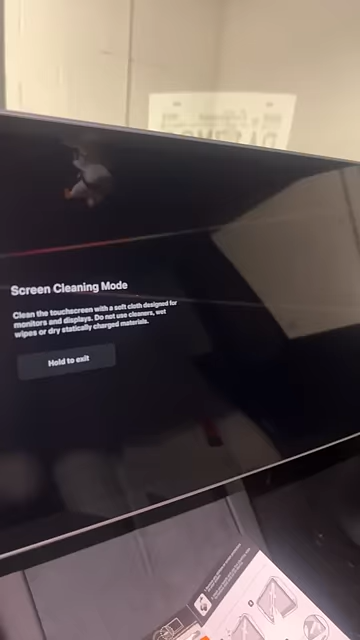 Screen Cleaning Mode
Clean the touchscreen with a soft cloth designed for
monitors and displays. Do not use cleaners, wet
wipes or dry statically charged materials.
Hold to exit